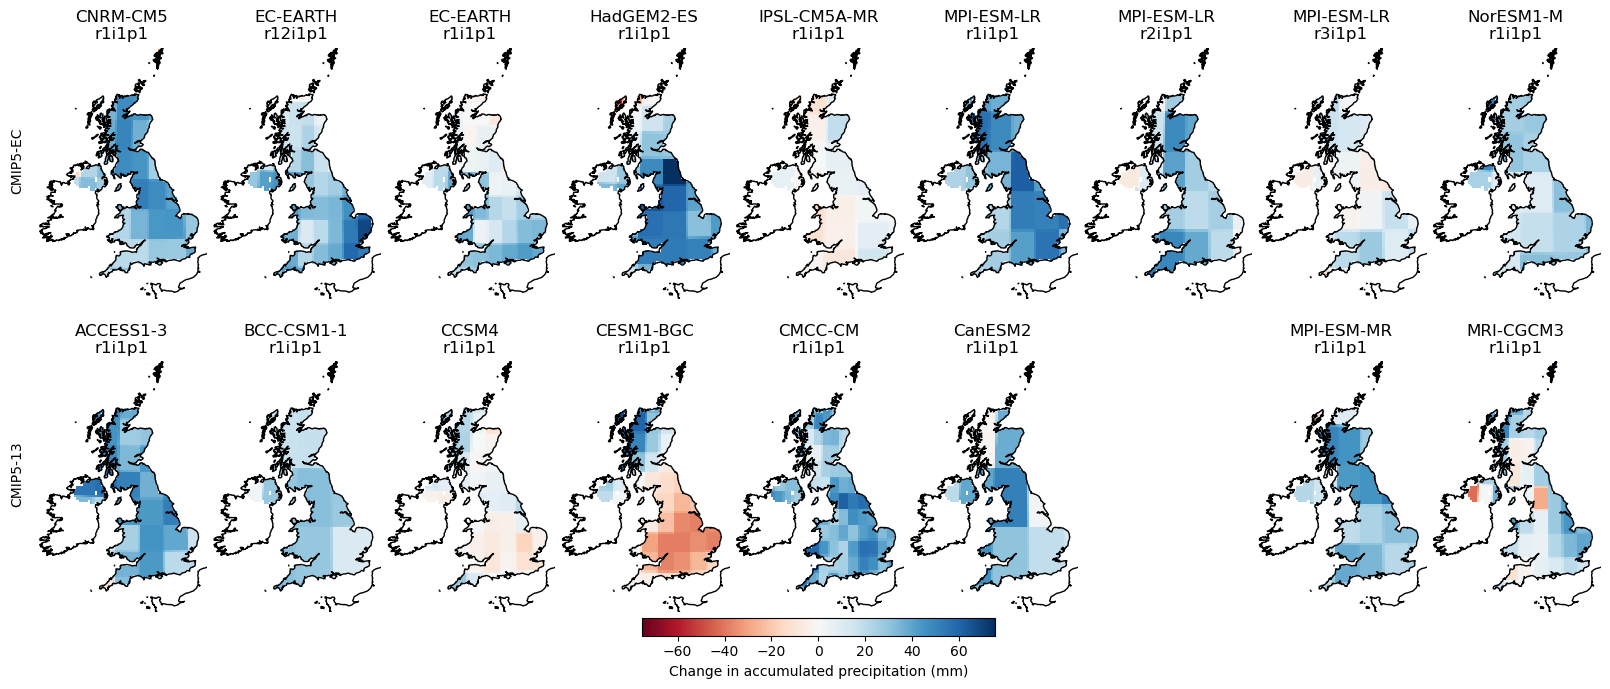 CNRM-CM5
r1i1p1
EC-EARTH
r12i1p1
EC-EARTH
r1i1p1
HadGEM2-ES
r1i1p1
IPSL-CM5A-MR
r1i1p1
MPI-ESM-LR
r1i1p1
MPI-ESM-LR
r2i1p1
MPI-ESM-LR
r3i1p1
NorESM1-M
r1i1p1
CMIP5-EC
ACCESS1-3
r1i1p1
BCC-CSM1-1
r1i1p1
CCSM4
r1i1p1
CESM1-BGC
r1i1p1
CMCC-CM
r1i1p1
CanESM2
r1i1p1
MPI-ESM-MR
r1i1p1
MRI-CGCM3
r1i1p1
CMIP5-13
−60 −40 −20 0 20 40 60
Change in accumulated precipitation (mm)